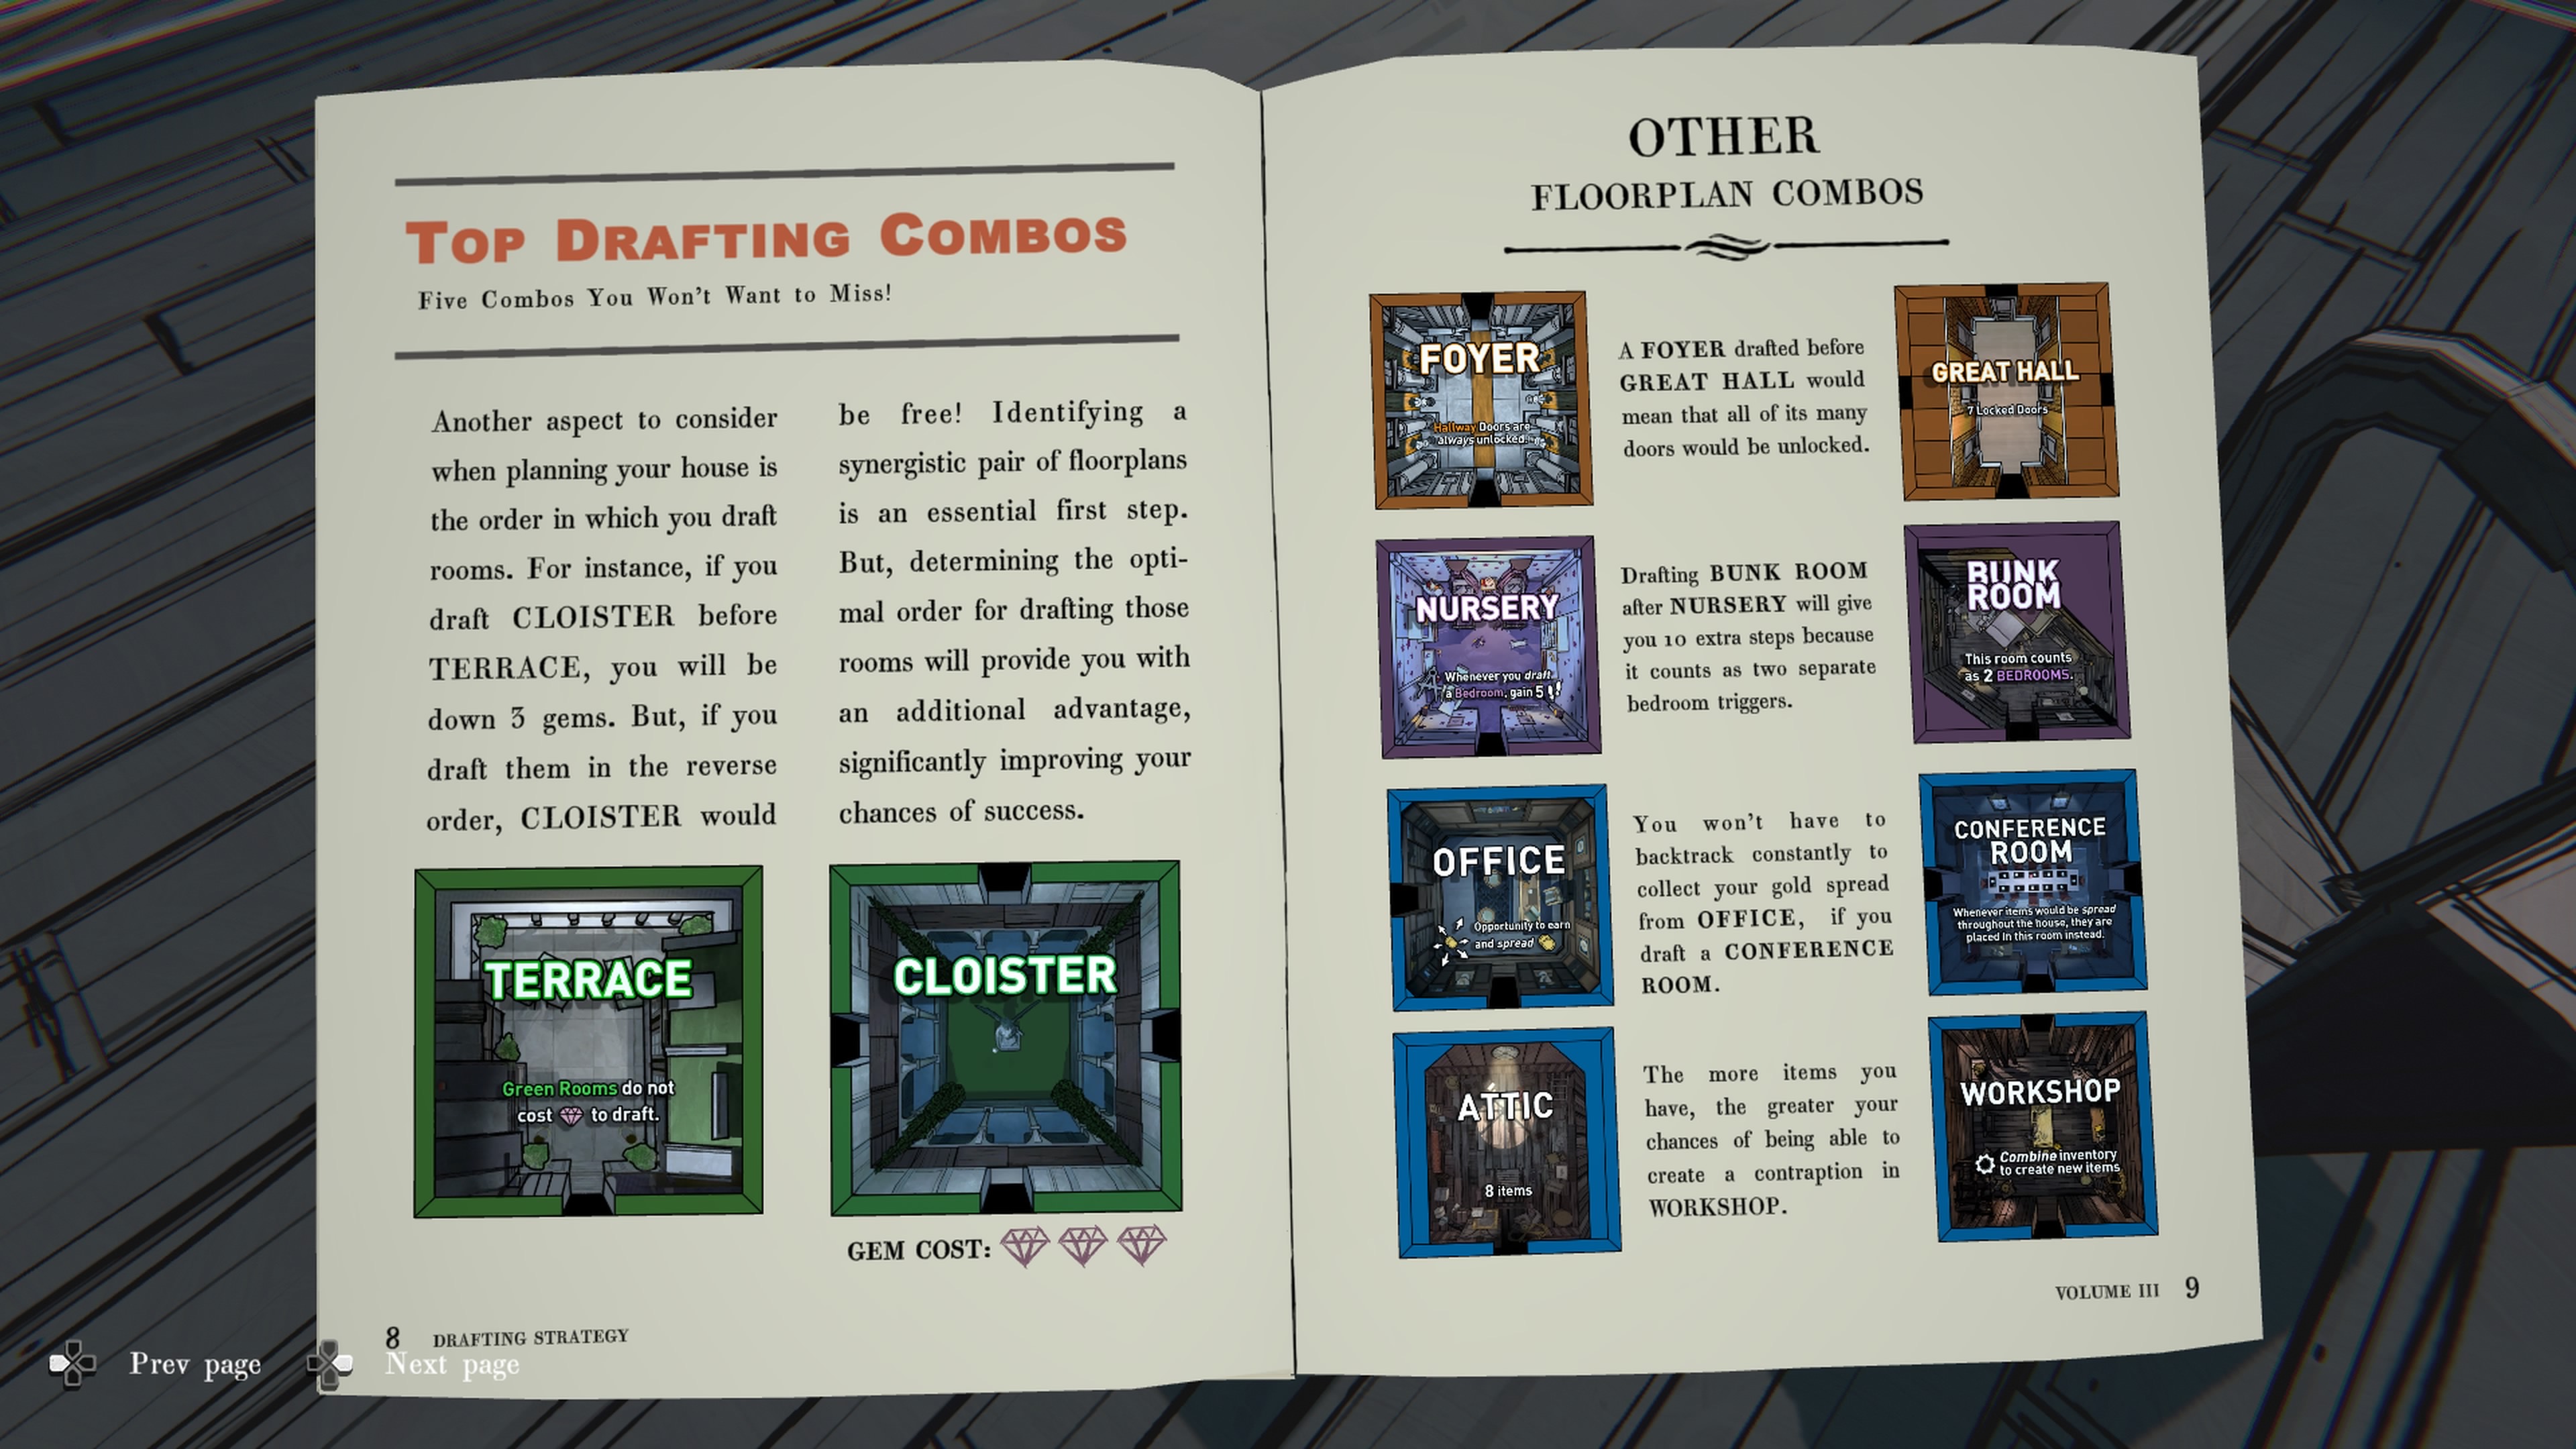 TOP DRAFTING COMBOS
Five Combos You Won't Want to Miss!
Another aspect to consider
when planning your house is
the order in which you draft
rooms. For instance, if you
draft CLOISTER before
TERRACE, you will be
down 3 gems. But, if you
draft them in the reverse
order, CLOISTER would
be free! Identifying a
synergistic pair of floorplans
is an essential first step.
But, determining the opti-
mal order for drafting those
rooms will provide you with
an additional advantage,
significantly improving your
chances of success.
TERRACE
Green Rooms do not
cost to draft.
CLOISTER
GEM COST:
8 DRAFTING STRATEGY
OTHER
FLOORPLAN COMBOS
FOYER
Hallway Doors are
always unlocked.
A FOYER drafted before
GREAT HALL would
mean that all of its many
doors would be unlocked.
GREAT HALL
7 Locked Doors
NURSERY
Whenever you draft
a Bedroom, gain 5
Drafting BUNK ROOM
after NURSERY will give
you 10 extra steps because
it counts as two separate
bedroom triggers.
BUNK
ROOM
This room counts
as 2 BEDROOMS.
OFFICE
Opportunity to earn
and spread
You won't have to
backtrack constantly to
collect your gold spread
from OFFICE, if you
draft a CONFERENCE
ROOM.
CONFERENCE
ROOM
Whenever items would be spread
throughout the house, they are
placed in this room instead.
ATTIC
8 items
The more items you
have, the greater your
chances of being able to
create a contraption in
WORKSHOP.
WORKSHOP
Combine inventory
to create new items
VOLUME III 9
Prev page
Next page